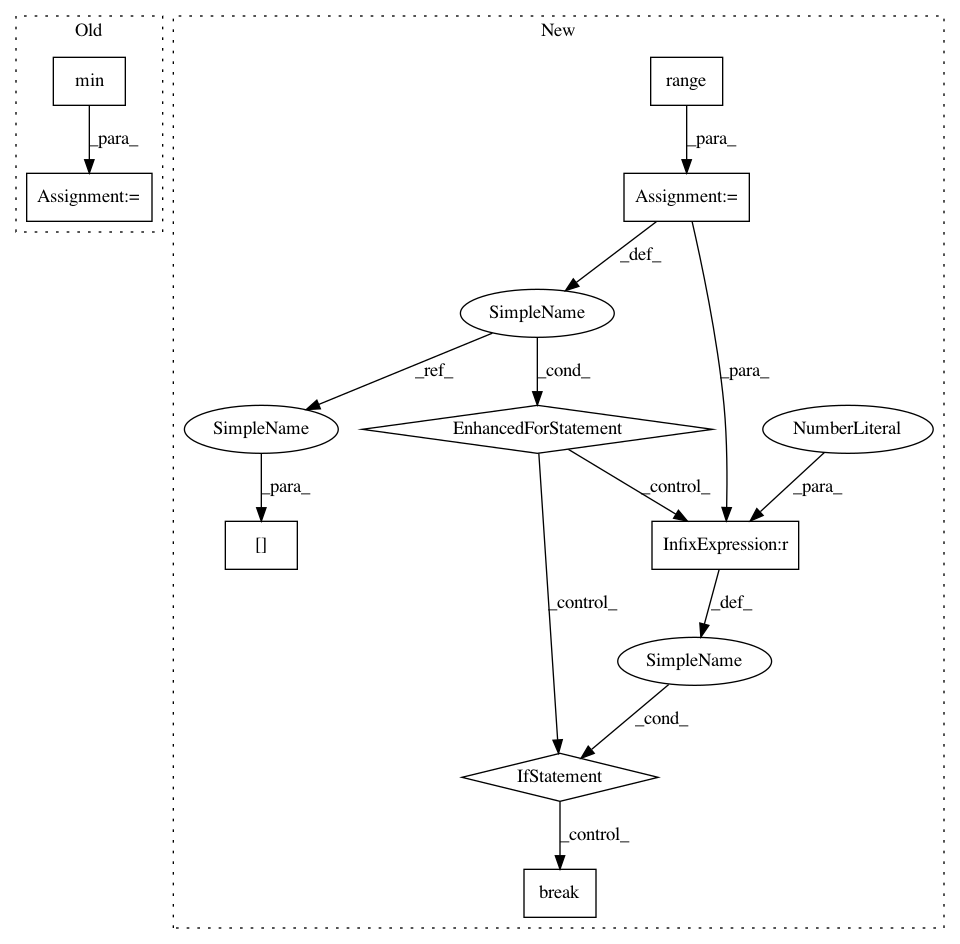 Old
New
min
range
_para_
_para_
Assignment:=
Assignment:=
_def_
SimpleName
_ref_
_cond_
_para_
SimpleName
EnhancedForStatement
NumberLiteral
_para_
_control_
_para_
[]
InfixExpression:r
_control_
_def_
SimpleName
_cond_
IfStatement
_control_
break